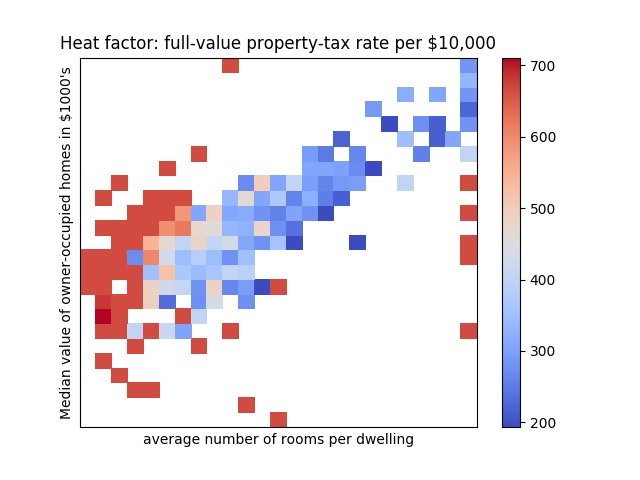 Heat factor: full-value property-tax rate per $10,000
Median value of owner-occupied homes in $1000's
average number of rooms per dwelling
700
600
500
400
300
200